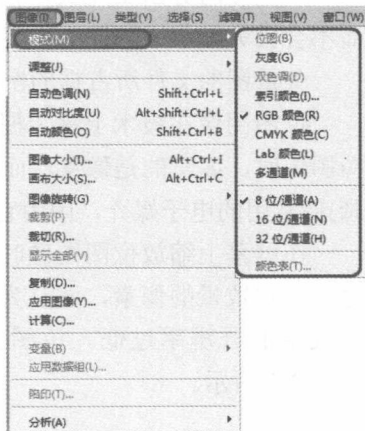 图像(I) 图层(L) 类型(Y) 选择(S) 滤镜(T) 视图(V) 窗口(W)
模式(M)
调整(J)
自动色调(N) Shift+Ctrl+L
自动对比度(U) Alt+Shift+Ctrl+L
自动颜色(O) Shift+Ctrl+B
图像大小(I)... Alt+Ctrl+I
画布大小(S)... Alt+Ctrl+C
图像旋转(G)
裁剪(P)
裁切(R)...
显示全部(V)
复制(D)...
应用图像(Y)...
计算(C)...
变量(B)
应用数据组(L)...
陷印(T)...
分析(A)
位图(B)
灰度(G)
双色调(D)
索引颜色(I)...
✓ RGB 颜色(R)
CMYK 颜色(C)
Lab 颜色(L)
多通道(M)
✓ 8 位/通道(A)
16 位/通道(N)
32 位/通道(H)
颜色表(T)...